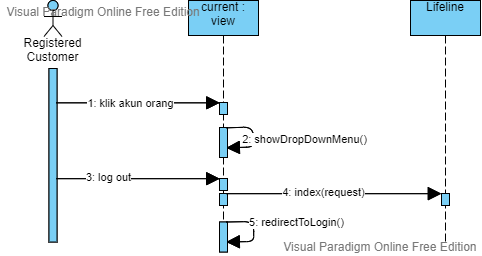 Visual Paradigm Online Free Edition
current :
view
Lifeline
Registered
Customer
1: klik akun orang
2: showDropDownMenu()
3: log out
4: index(request)
5: redirectToLogin()
Visual Paradigm Online Free Edition